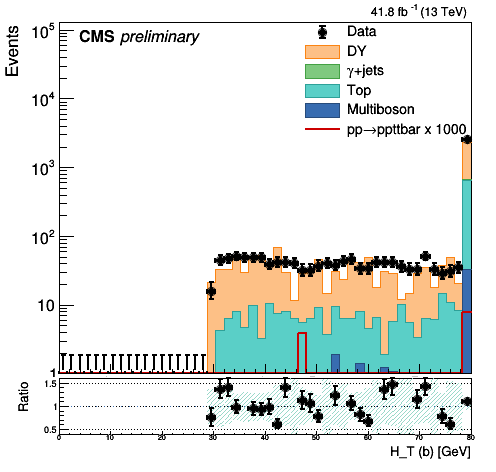 41.8 fb⁻¹ (13 TeV)
CMS preliminary
Data
DY
γ+jets
Top
Multiboson
pp→ppttbar x 1000
Events
10⁵
10⁴
10³
10²
10
1
Ratio
1.5
1
0.5
0 10 20 30 40 50 60 70 80
H_T (b) [GeV]